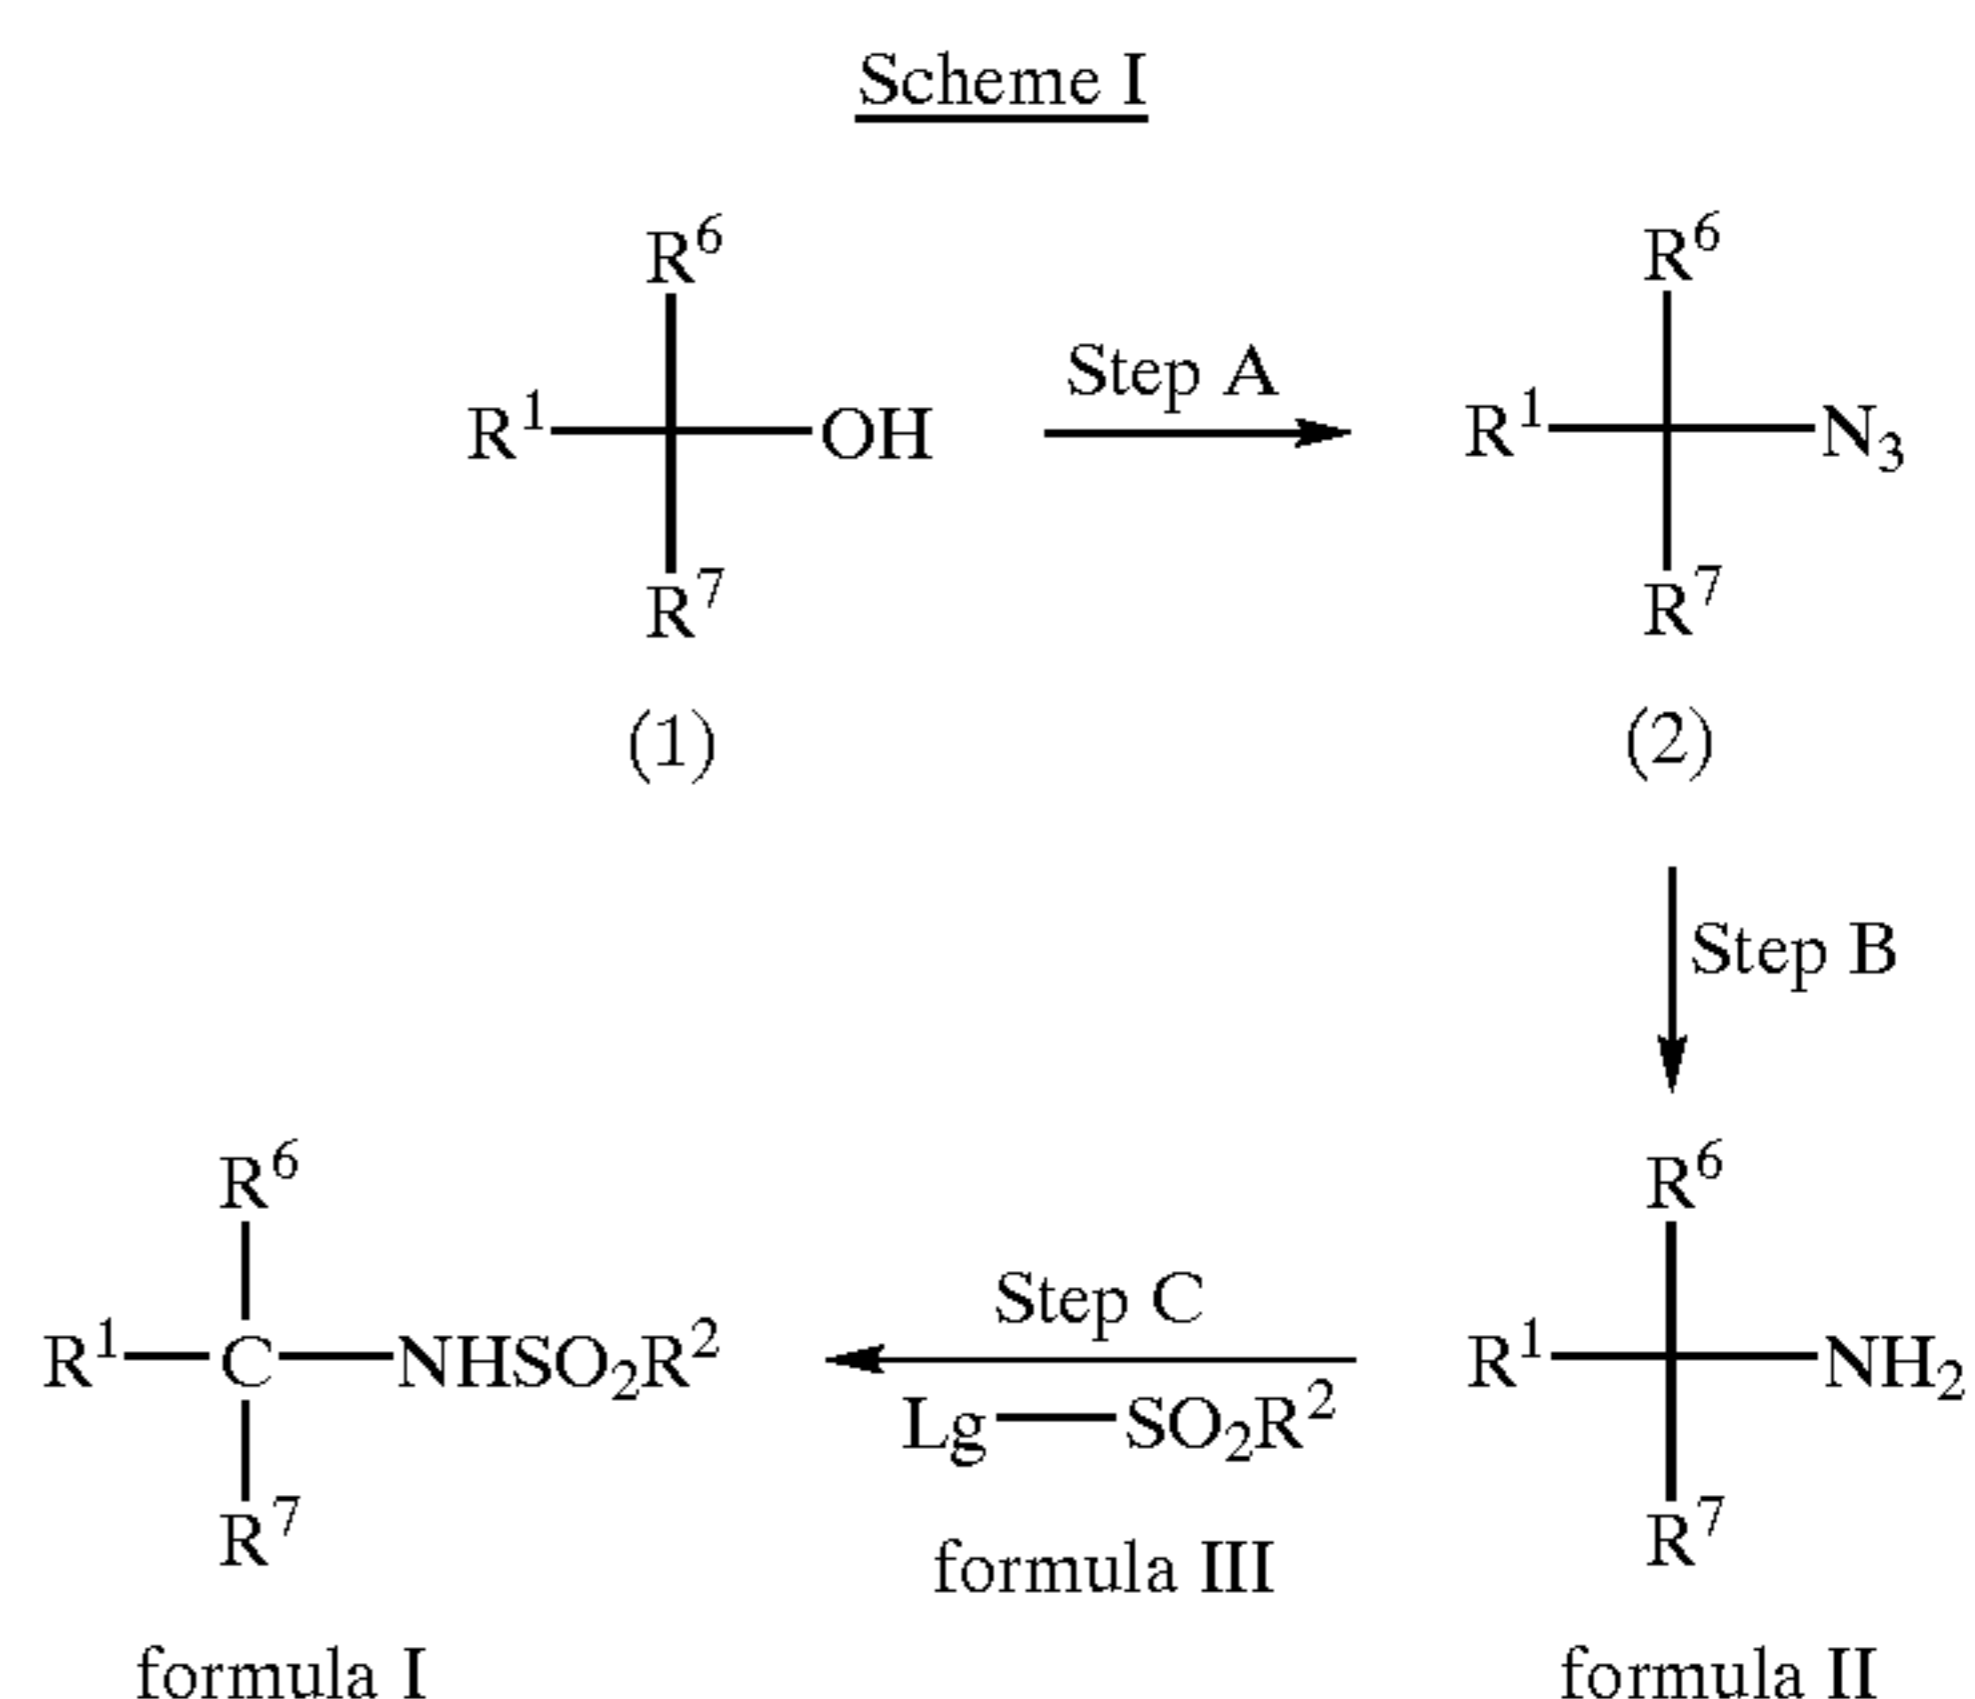 Scheme I
R⁶
R⁶
Step A
R¹
OH
R¹
N₃
R⁷
R⁷
(1)
(2)
Step B
R⁶
R⁶
Step C
R¹
C
NHSO₂R²
R¹
NH₂
Lg
SO₂R²
R⁷
R⁷
formula III
formula I
formula II